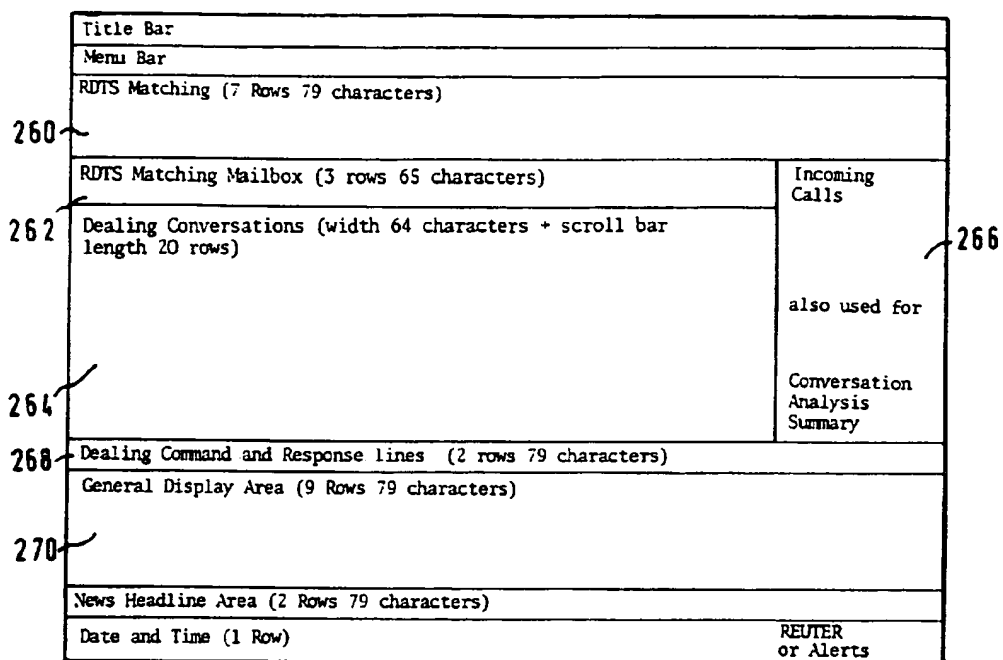 Title Bar
Menu Bar
RDTS Matching (7 Rows 79 characters)
260
RDTS Matching Mailbox (3 rows 65 characters)
Incoming
Calls
262
Dealing Conversations (width 64 characters + scroll bar
length 20 rows)
266
also used for
Conversation
Analysis
Summary
264
268
Dealing Command and Response lines (2 rows 79 characters)
General Display Area (9 Rows 79 characters)
270
News Headline Area (2 Rows 79 characters)
Date and Time (1 Row)
REUTER
or Alerts